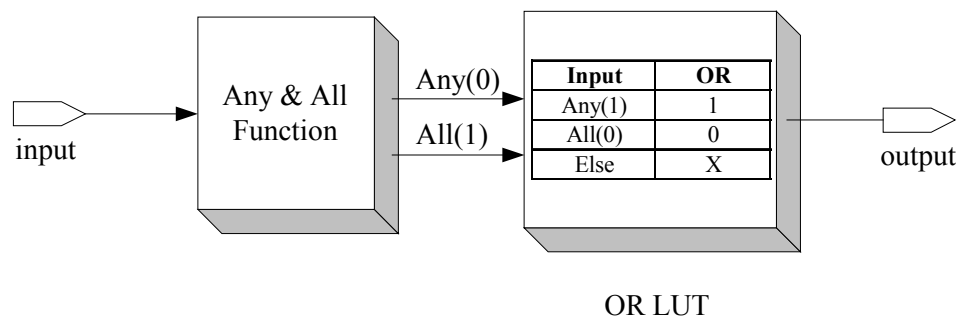 input
Any & All
Function
Any(0)
All(1)
Input OR
Any(1) 1
All(0) 0
Else X
output
OR LUT